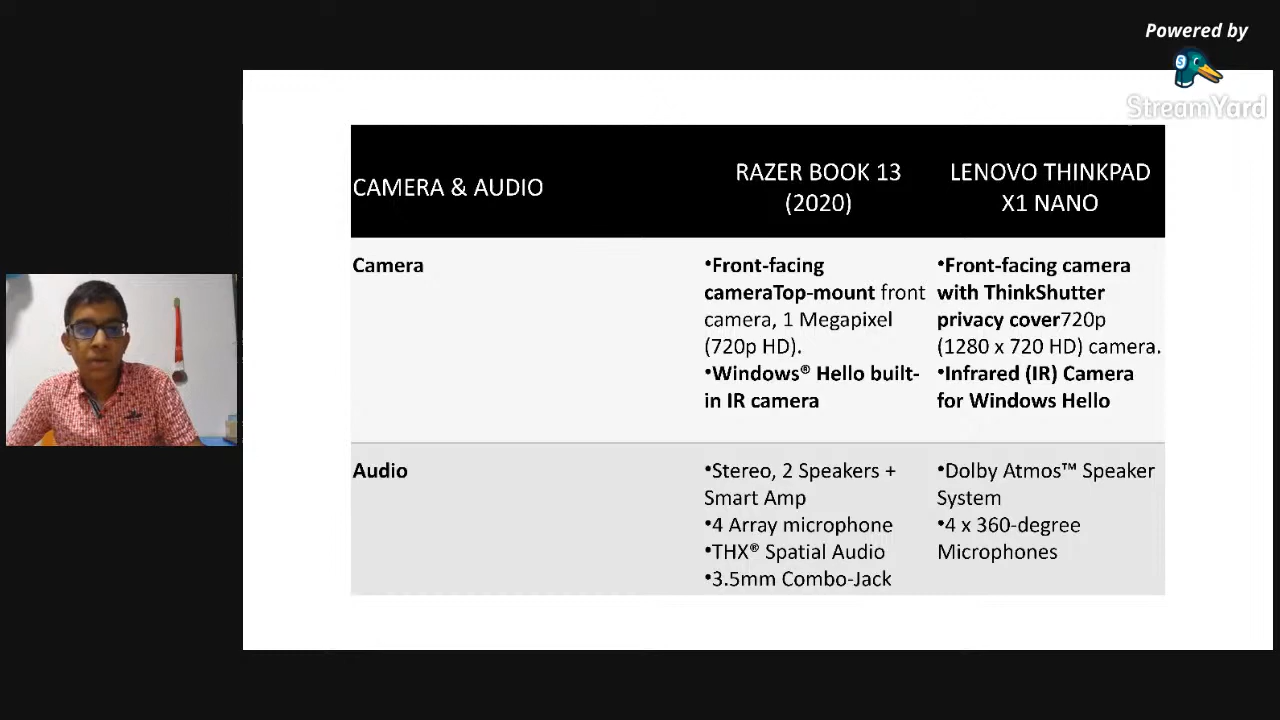 Powered by
StreamYard
CAMERA & AUDIO
RAZER BOOK 13
(2020)
LENOVO THINKPAD
X1 NANO
Camera
•Front-facing
cameraTop-mount front
camera, 1 Megapixel
(720p HD).
•Windows® Hello built-
in IR camera
•Front-facing camera
with ThinkShutter
privacy cover720p
(1280 x 720 HD) camera.
•Infrared (IR) Camera
for Windows Hello
Audio
•Stereo, 2 Speakers +
Smart Amp
•4 Array microphone
•THX® Spatial Audio
•3.5mm Combo-Jack
•Dolby Atmos™ Speaker
System
•4 x 360-degree
Microphones